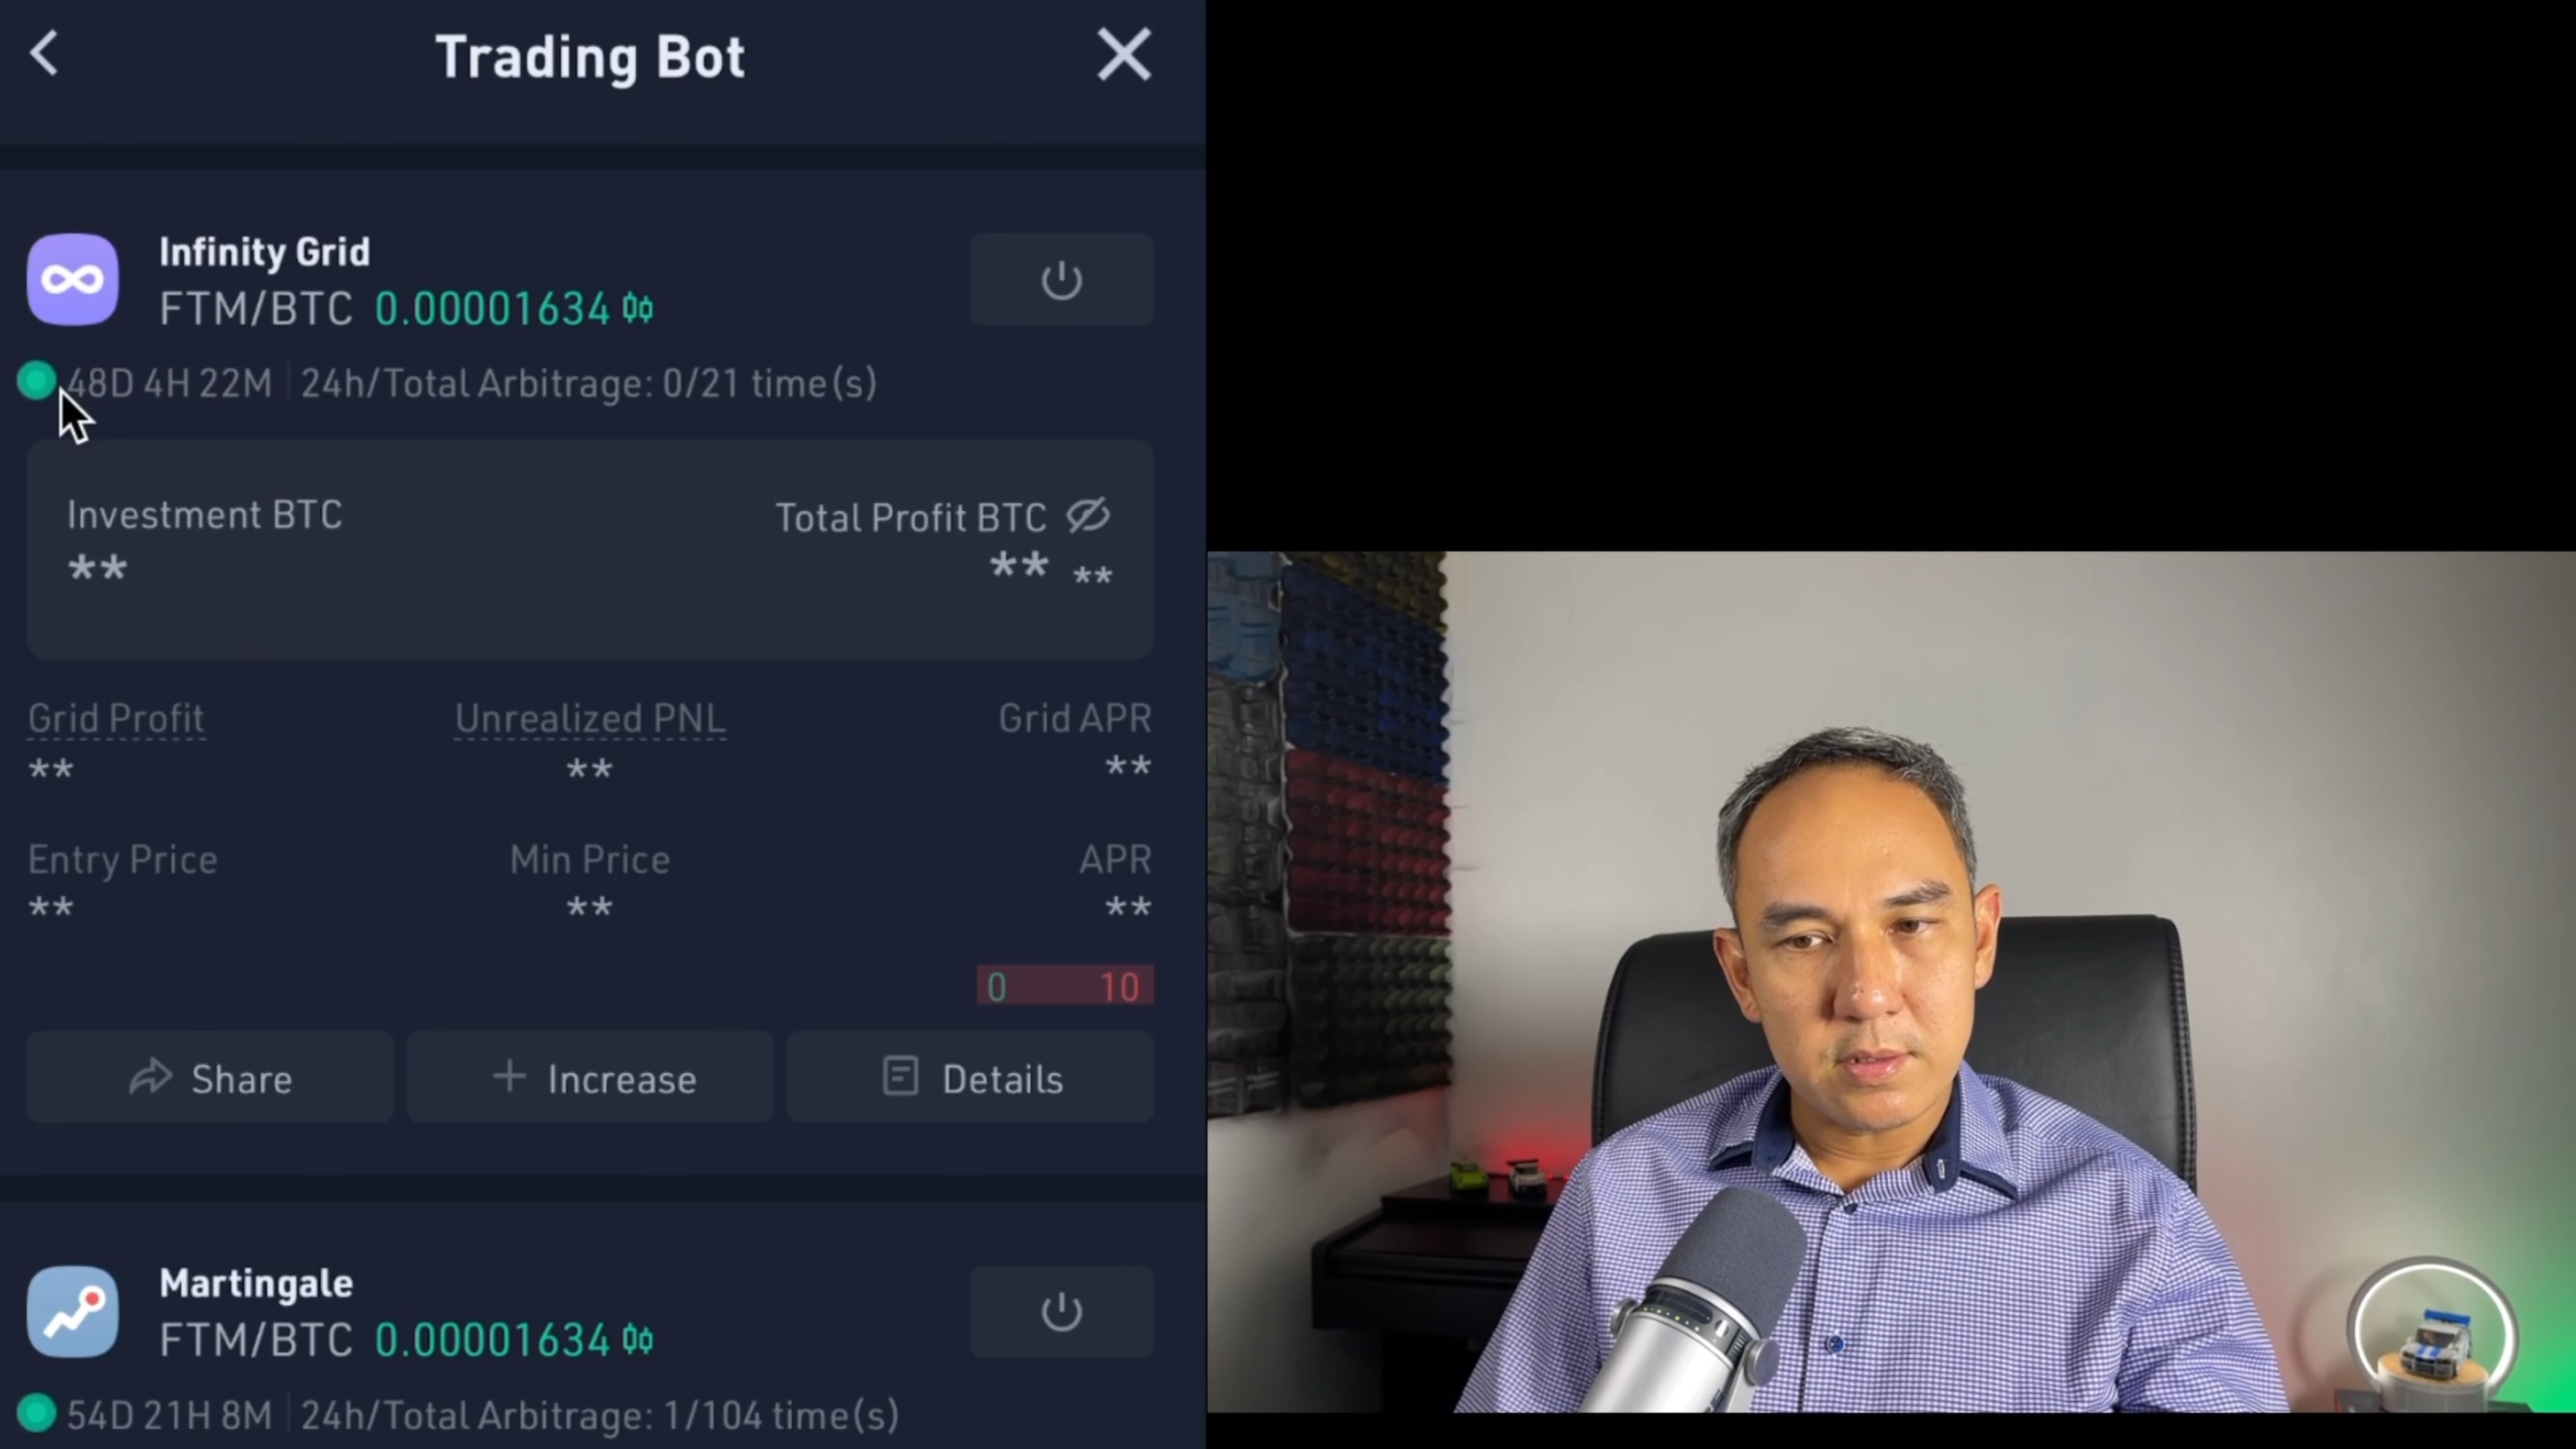 Trading Bot
Infinity Grid
FTM/BTC 0.00001634
48D 4H 22M 24h/Total Arbitrage: 0/21 time(s)
Investment BTC
**
Total Profit BTC
** **
Grid Profit
**
Unrealized PNL
**
Grid APR
**
Entry Price
**
Min Price
**
APR
**
0 10
Share
Increase
Details
Martingale
FTM/BTC 0.00001634
54D 21H 8M 24h/Total Arbitrage: 1/104 time(s)